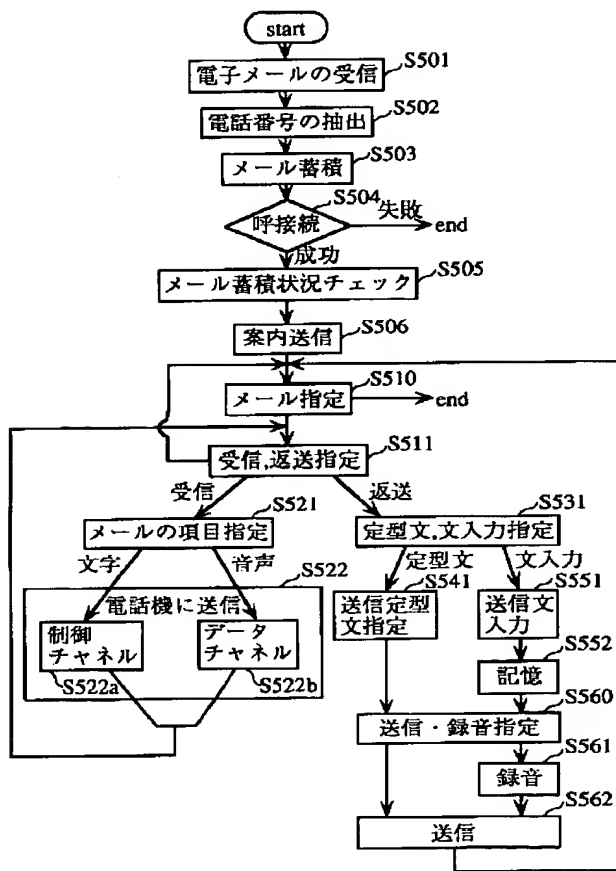 start
電子メールの受信
S501
電話番号の抽出
S502
メール蓄積
S503
呼接続
S504
失敗
end
成功
メール蓄積状況チェック
S505
案内送信
S506
メール指定
S510
end
受信,返送指定
S511
受信
返送
メールの項目指定
S521
定型文,文入力指定
S531
文字
音声
S522
定型文
文入力
S541
S551
電話機に送信
制御
チャネル
S522a
データ
チャネル
S522b
送信定型
文指定
送信文
入力
S552
記憶
S560
送信・録音指定
S561
録音
S562
送信